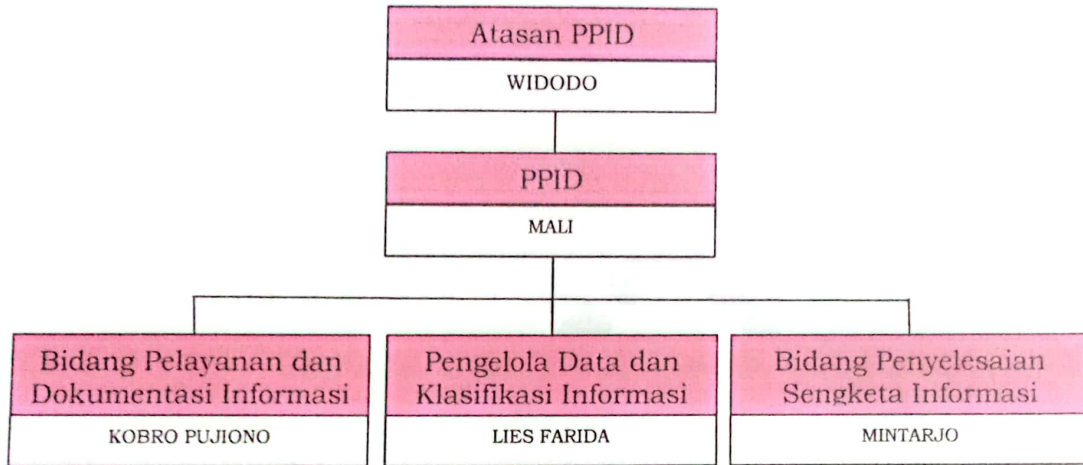 Atasan PPID
WIDODO
PPID
MALI
Bidang Pelayanan dan
Dokumentasi Informasi
KOBRO PUJIONO
Pengelola Data dan
Klasifikasi Informasi
LIES FARIDA
Bidang Penyelesaian
Sengketa Informasi
MINTARJO